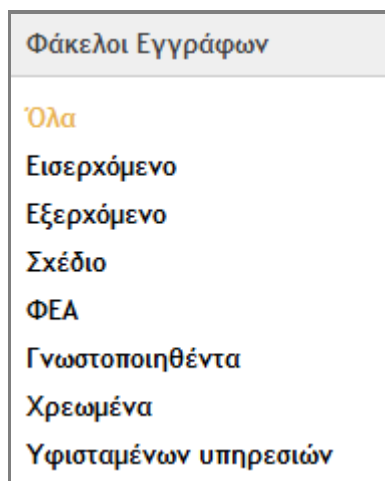 Φάκελοι Εγγράφων
Όλα
Εισερχόμενο
Εξερχόμενο
Σχέδιο
ΦΕΑ
Γνωστοποιηθέντα
Χρεωμένα
Υφισταμένων υπηρεσιών